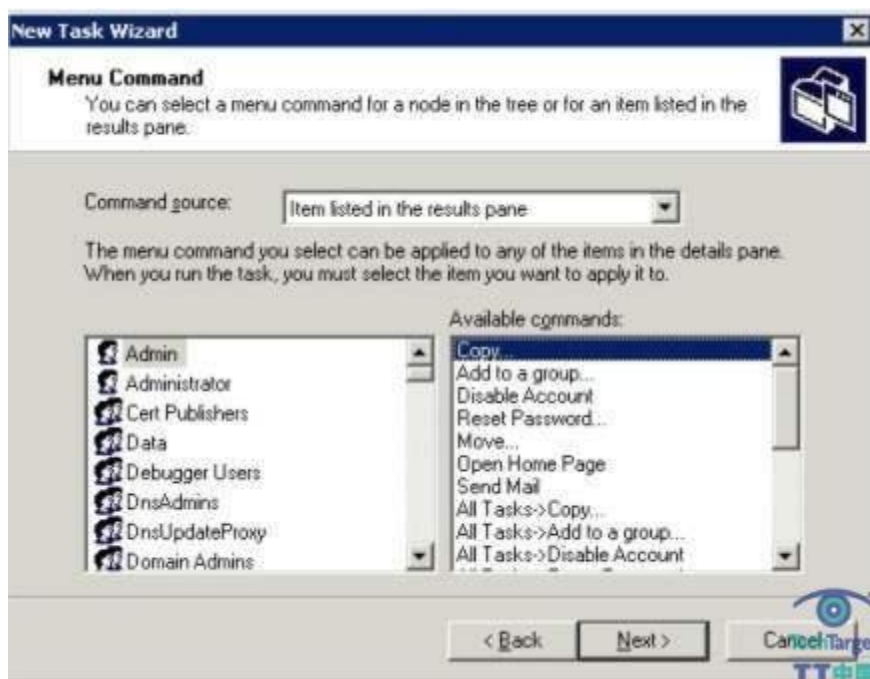 New Task Wizard
Menu Command
You can select a menu command for a node in the tree or for an item listed in the
results pane.
Command source:
Item listed in the results pane
The menu command you select can be applied to any of the items in the details pane.
When you run the task, you must select the item you want to apply it to.
Available commands:
Admin
Administrator
Cert Publishers
Data
Debugger Users
DnsAdmins
DnsUpdateProxy
Domain Admins
Copy...
Add to a group...
Disable Account
Reset Password...
Move...
Open Home Page
Send Mail
All Tasks->Copy...
All Tasks->Add to a group...
All Tasks->Disable Account
< Back
Next >
Cancel